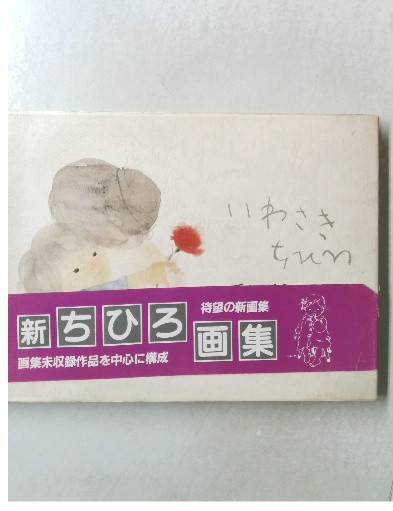 いわさき
ちひろ
待望の新画集
新ちひろ画集
画集未収録作品を中心に構成